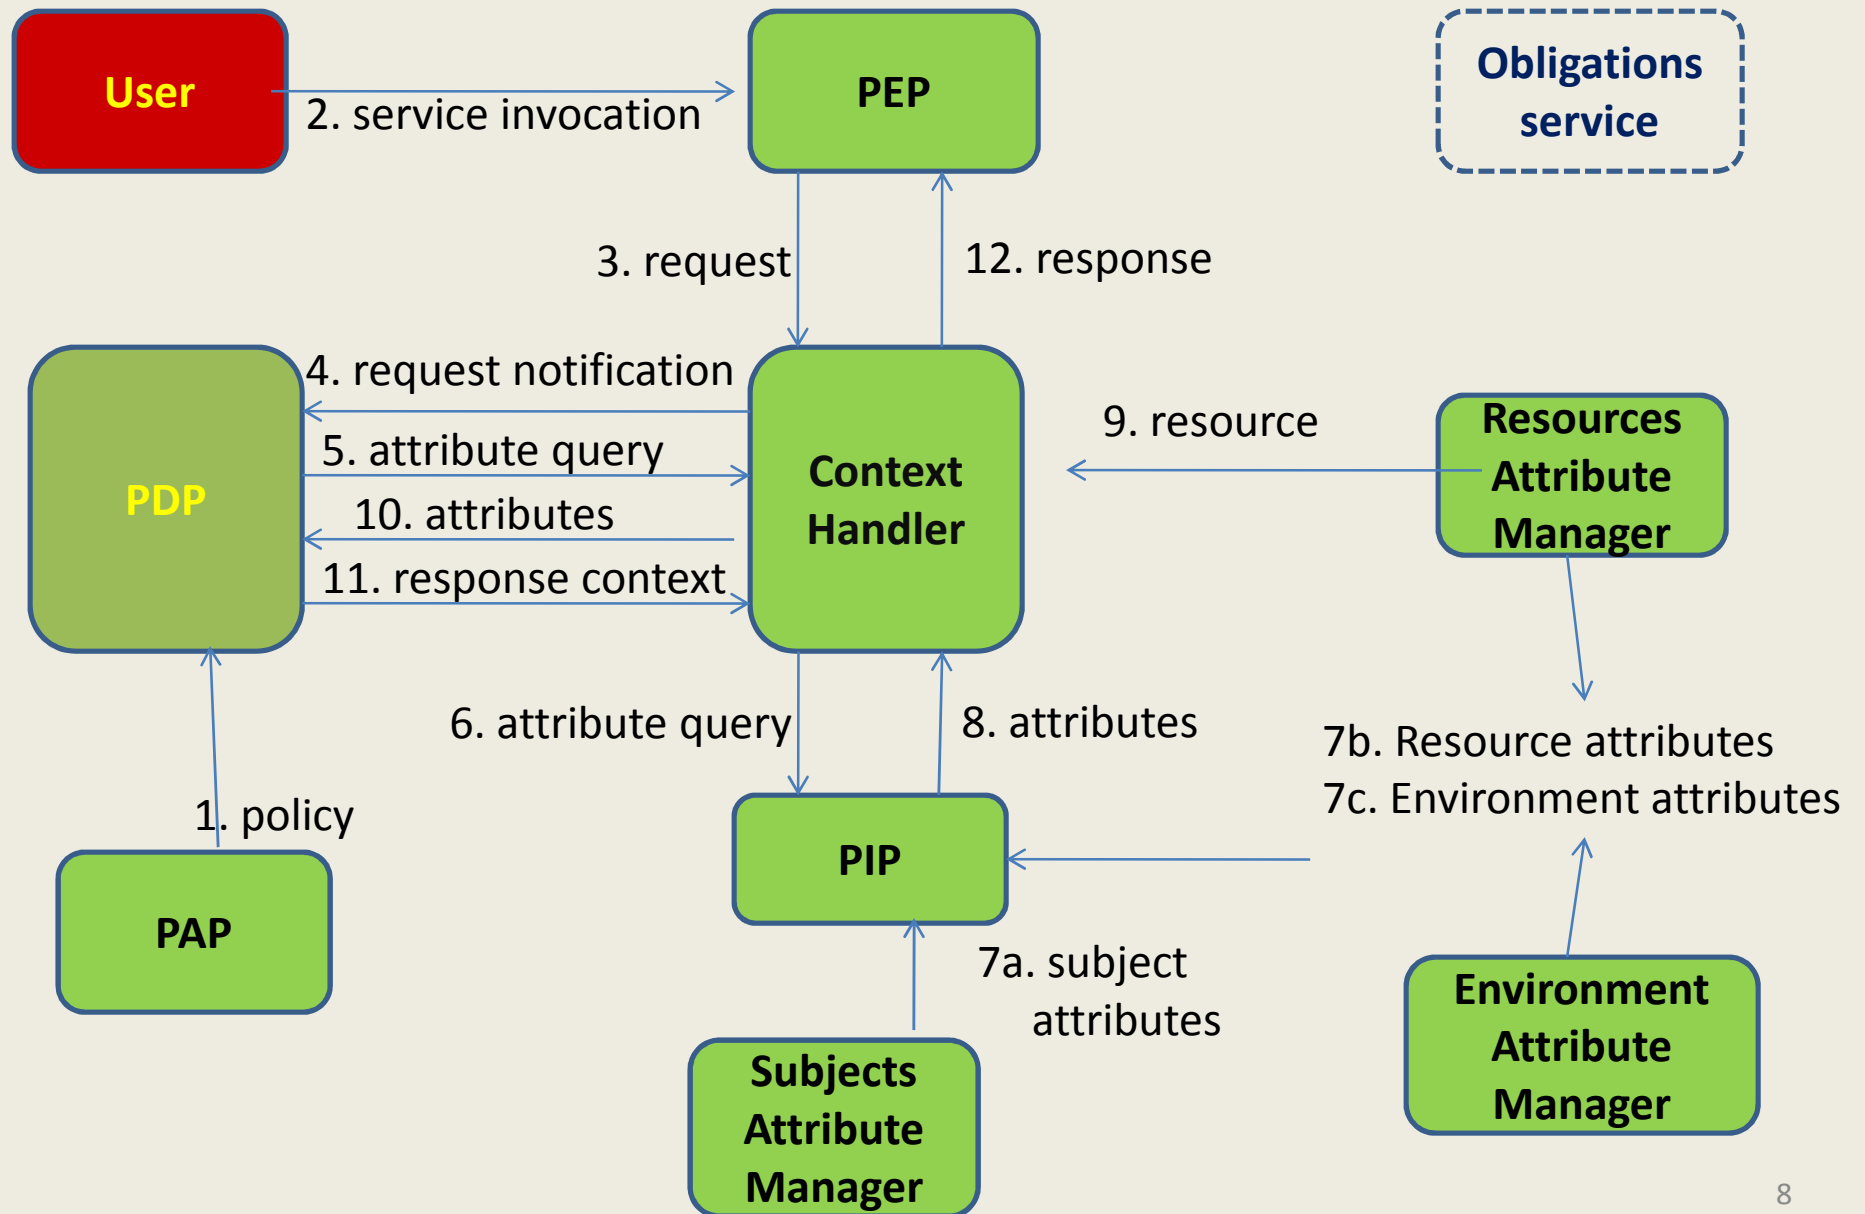 User
2. service invocation
PEP
Obligations
service
3. request
12. response
4. request notification
5. attribute query
10. attributes
11. response context
PDP
Context
Handler
9. resource
Resources
Attribute
Manager
6. attribute query
8. attributes
7b. Resource attributes
7c. Environment attributes
1. policy
PIP
PAP
7a. subject
attributes
Environment
Attribute
Manager
Subjects
Attribute
Manager
8